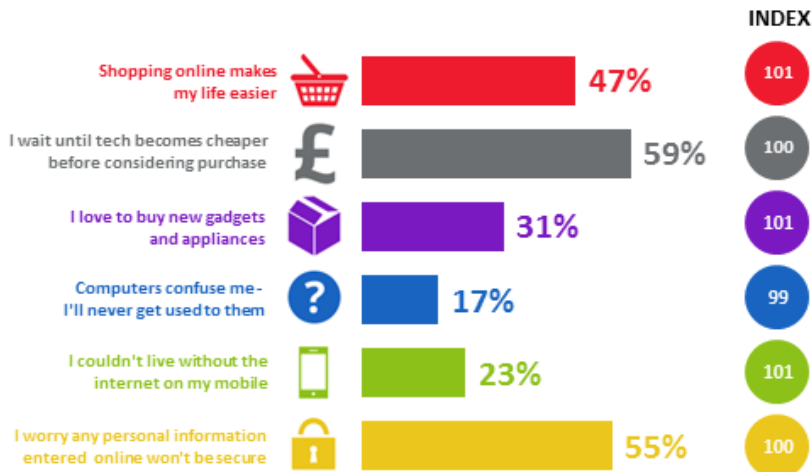 INDEX
Shopping online makes
my life easier
47%
101
I wait until tech becomes cheaper
before considering purchase
£
59%
100
I love to buy new gadgets
and appliances
31%
101
Computers confuse me -
I'll never get used to them
?
17%
99
I couldn't live without the
internet on my mobile
23%
101
I worry any personal information
entered online won't be secure
55%
100